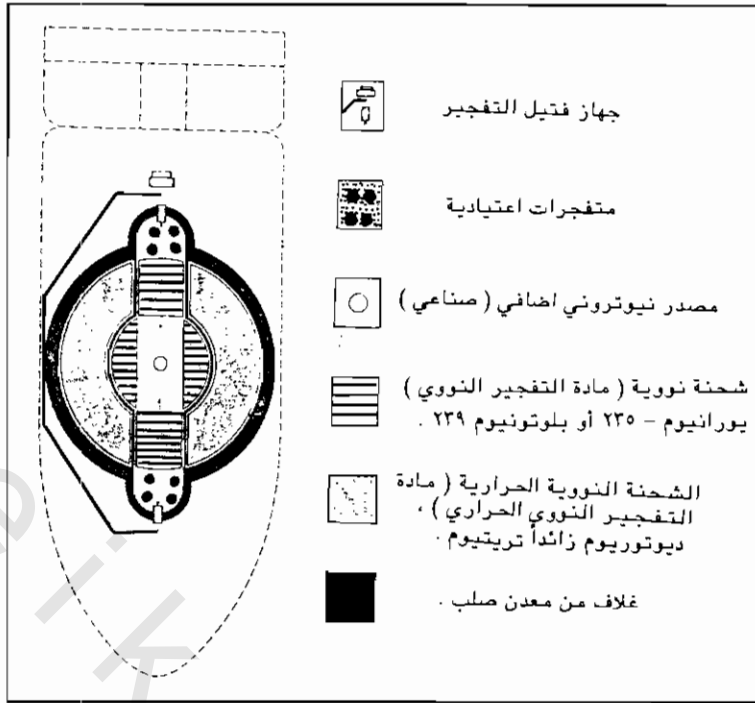 جهاز فتيل التفجير
متفجرات اعتيادية
مصدر نيوتروني اضافي ( صناعي )
شحنة نووية ( مادة التفجير النووي )
يورانيوم – ٢٣٥ أو بلوتونيوم ٢٣٩ .
الشحنة النووية الحرارية ( مادة
التفجير النووي الحراري ) ،
ديوتوريوم زائداً تريتيوم .
غلاف من معدن صلب .